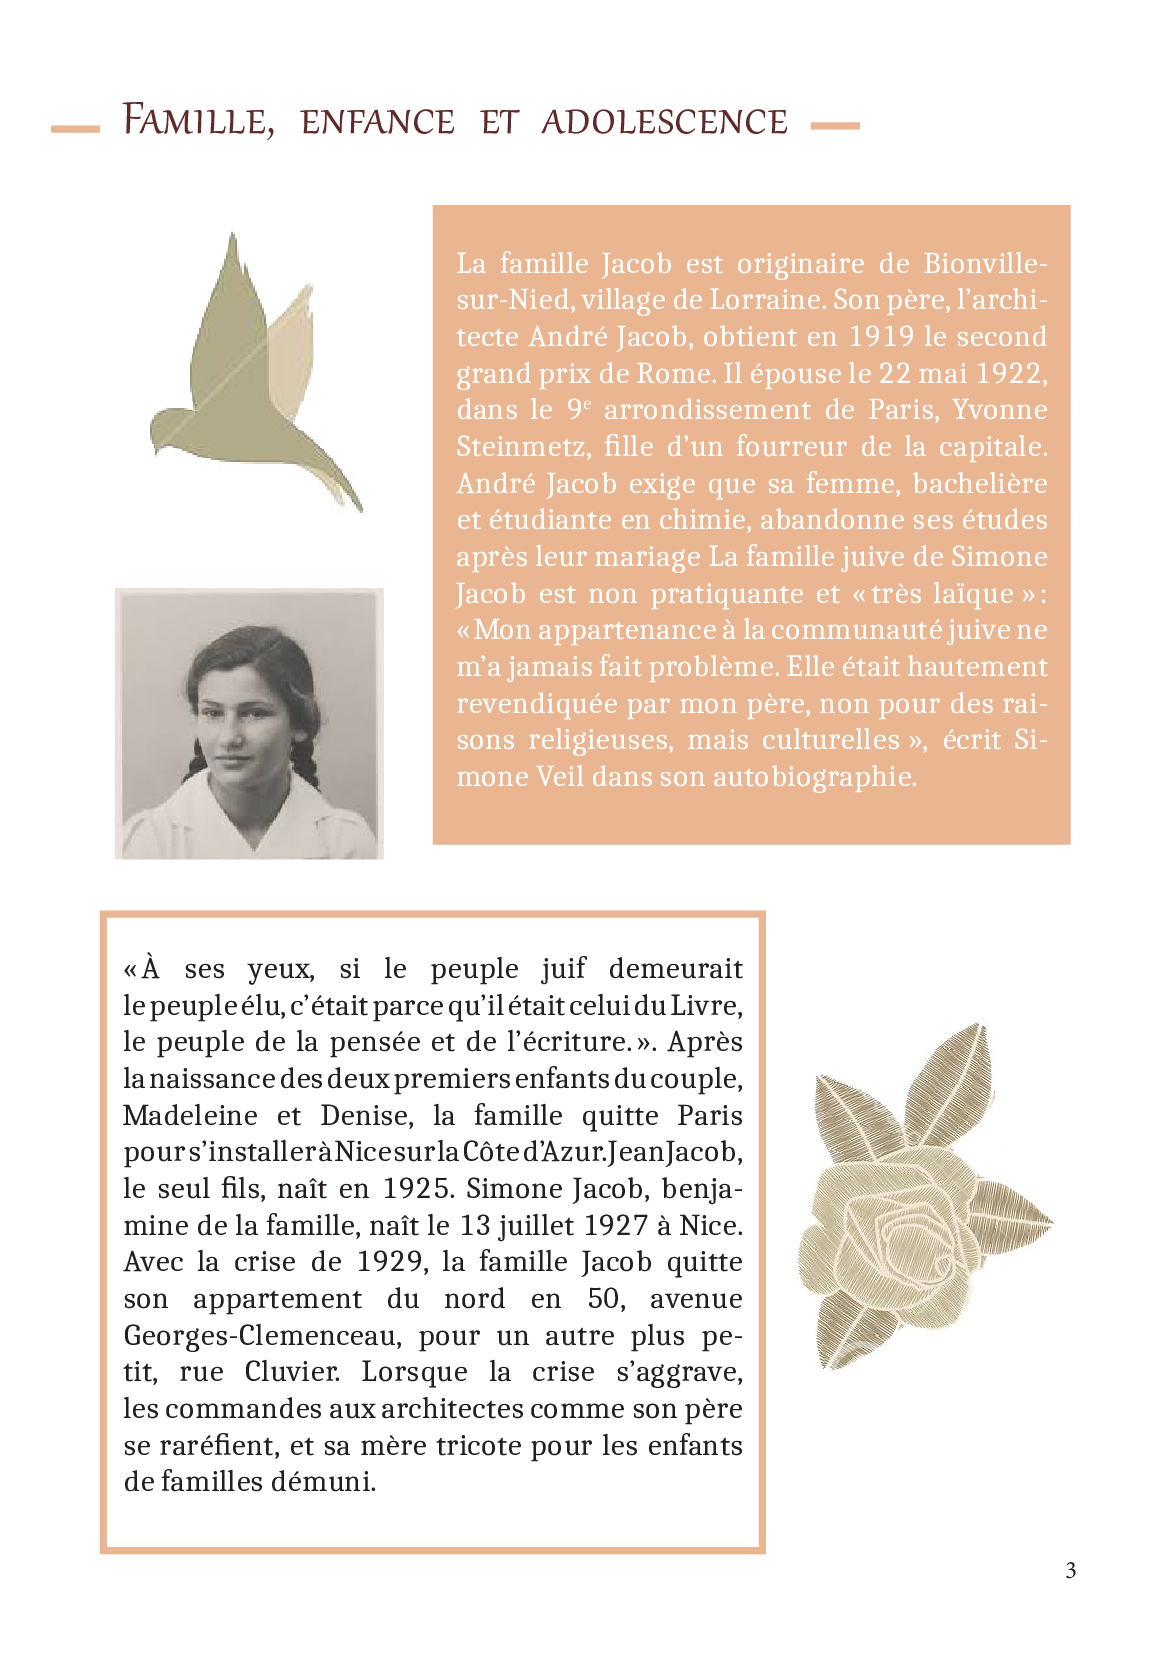 Famille, enfance et adolescence
La famille Jacob est originaire de Bionville-
sur-Nied, village de Lorraine. Son père, l’archi-
tecte André Jacob, obtient en 1919 le second
grand prix de Rome. Il épouse le 22 mai 1922,
dans le 9e arrondissement de Paris, Yvonne
Steinmetz, fille d’un fourreur de la capitale.
André Jacob exige que sa femme, bachelière
et étudiante en chimie, abandonne ses études
après leur mariage La famille juive de Simone
Jacob est non pratiquante et « très laïque » :
« Mon appartenance à la communauté juive ne
m’a jamais fait problème. Elle était hautement
revendiquée par mon père, non pour des rai-
sons religieuses, mais culturelles », écrit Si-
mone Veil dans son autobiographie.
« À ses yeux, si le peuple juif demeurait
le peuple élu, c’était parce qu’il était celui du Livre,
le peuple de la pensée et de l’écriture. ». Après
la naissance des deux premiers enfants du couple,
Madeleine et Denise, la famille quitte Paris
pour s’installer à Nice sur la Côte d’Azur. Jean Jacob,
le seul fils, naît en 1925. Simone Jacob, benja-
mine de la famille, naît le 13 juillet 1927 à Nice.
Avec la crise de 1929, la famille Jacob quitte
son appartement du nord en 50, avenue
Georges-Clemenceau, pour un autre plus pe-
tit, rue Cluvier. Lorsque la crise s’aggrave,
les commandes aux architectes comme son père
se raréfient, et sa mère tricote pour les enfants
de familles démuni.
3